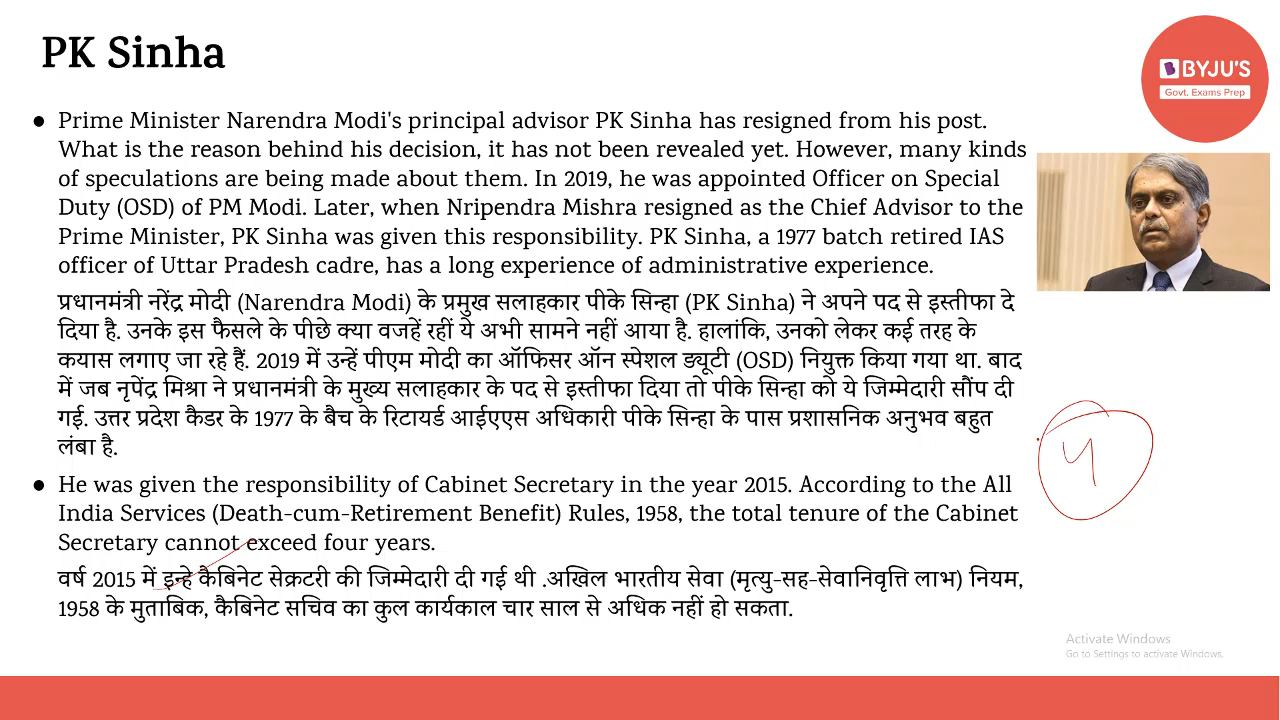 PK Sinha
BYJU'S
Govt. Exams Prep
● Prime Minister Narendra Modi's principal advisor PK Sinha has resigned from his post.
What is the reason behind his decision, it has not been revealed yet. However, many kinds
of speculations are being made about them. In 2019, he was appointed Officer on Special
Duty (OSD) of PM Modi. Later, when Nripendra Mishra resigned as the Chief Advisor to the
Prime Minister, PK Sinha was given this responsibility. PK Sinha, a 1977 batch retired IAS
officer of Uttar Pradesh cadre, has a long experience of administrative experience.
प्रधानमंत्री नरेंद्र मोदी (Narendra Modi) के प्रमुख सलाहकार पीके सिन्हा (PK Sinha) ने अपने पद से इस्तीफा दे
दिया है. उनके इस फैसले के पीछे क्या वजहें रहीं ये अभी सामने नहीं आया है. हालांकि, उनको लेकर कई तरह के
कयास लगाए जा रहे हैं. 2019 में उन्हें पीएम मोदी का ऑफिसर ऑन स्पेशल ड्यूटी (OSD) नियुक्त किया गया था. बाद
में जब नृपेंद्र मिश्रा ने प्रधानमंत्री के मुख्य सलाहकार के पद से इस्तीफा दिया तो पीके सिन्हा को ये जिम्मेदारी सौंप दी
गई. उत्तर प्रदेश कैडर के 1977 के बैच के रिटायर्ड आईएएस अधिकारी पीके सिन्हा के पास प्रशासनिक अनुभव बहुत
लंबा है.
● He was given the responsibility of Cabinet Secretary in the year 2015. According to the All
India Services (Death-cum-Retirement Benefit) Rules, 1958, the total tenure of the Cabinet
Secretary cannot exceed four years.
वर्ष 2015 में इन्हे कैबिनेट सेक्रटरी की जिम्मेदारी दी गई थी .अखिल भारतीय सेवा (मृत्यु-सह-सेवानिवृत्ति लाभ) नियम,
1958 के मुताबिक, कैबिनेट सचिव का कुल कार्यकाल चार साल से अधिक नहीं हो सकता.
4
Activate Windows
Go to Settings to activate Windows.